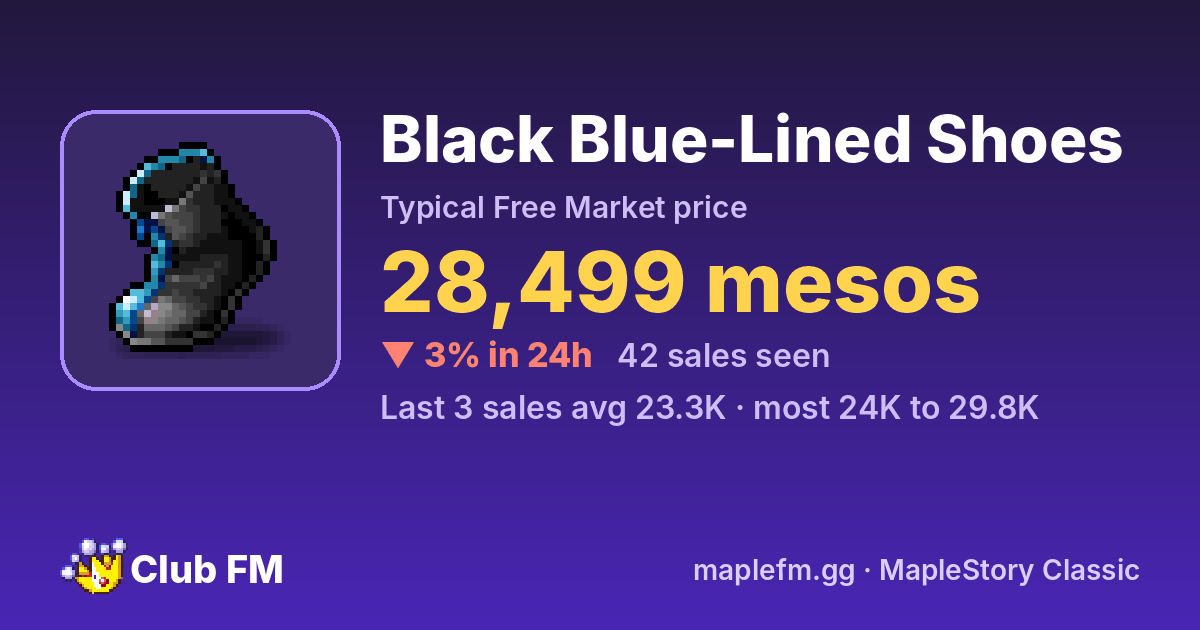 Black Blue-Lined Shoes
Typical Free Market price
28,499 mesos
▼ 3% in 24h 42 sales seen
Last 3 sales avg 23.3K · most 24K to 29.8K
Club FM
maplefm.gg · MapleStory Classic